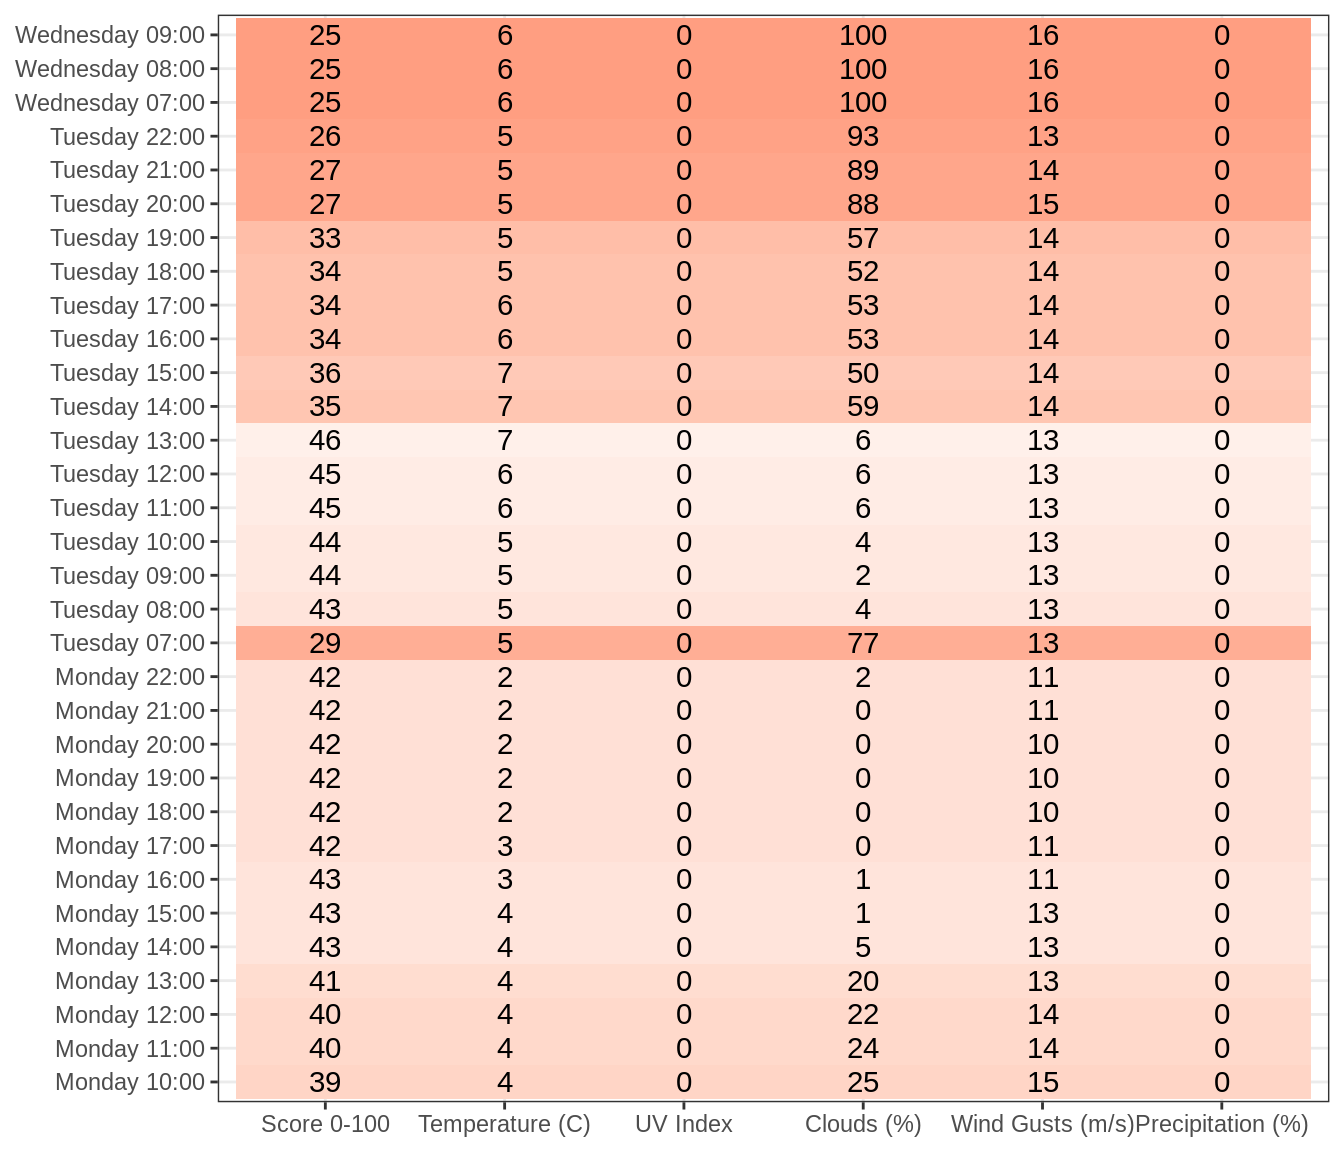 Wednesday 09:00 25 6 0 100 16 0
Wednesday 08:00 25 6 0 100 16 0
Wednesday 07:00 25 6 0 100 16 0
Tuesday 22:00 26 5 0 93 13 0
Tuesday 21:00 27 5 0 89 14 0
Tuesday 20:00 27 5 0 88 15 0
Tuesday 19:00 33 5 0 57 14 0
Tuesday 18:00 34 5 0 52 14 0
Tuesday 17:00 34 6 0 53 14 0
Tuesday 16:00 34 6 0 53 14 0
Tuesday 15:00 36 7 0 50 14 0
Tuesday 14:00 35 7 0 59 14 0
Tuesday 13:00 46 7 0 6 13 0
Tuesday 12:00 45 6 0 6 13 0
Tuesday 11:00 45 6 0 6 13 0
Tuesday 10:00 44 5 0 4 13 0
Tuesday 09:00 44 5 0 2 13 0
Tuesday 08:00 43 5 0 4 13 0
Tuesday 07:00 29 5 0 77 13 0
Monday 22:00 42 2 0 2 11 0
Monday 21:00 42 2 0 0 11 0
Monday 20:00 42 2 0 0 10 0
Monday 19:00 42 2 0 0 10 0
Monday 18:00 42 2 0 0 10 0
Monday 17:00 42 3 0 0 11 0
Monday 16:00 43 3 0 1 11 0
Monday 15:00 43 4 0 1 13 0
Monday 14:00 43 4 0 5 13 0
Monday 13:00 41 4 0 20 13 0
Monday 12:00 40 4 0 22 14 0
Monday 11:00 40 4 0 24 14 0
Monday 10:00 39 4 0 25 15 0
Score 0-100 Temperature (C) UV Index Clouds (%) Wind Gusts (m/s) Precipitation (%)